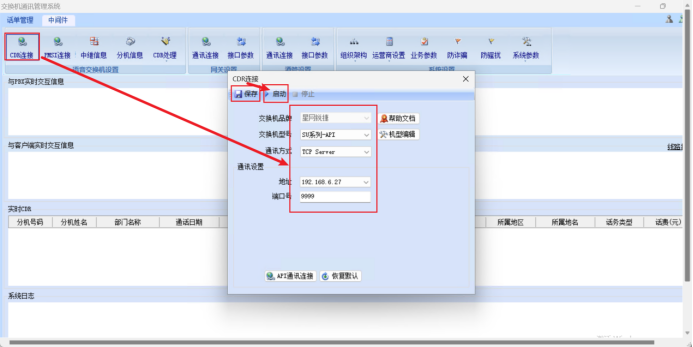 交换机通讯管理系统
话单管理 中间件
CDR连接 PMSI连接 中继信息 分机信息 CDR处理 通讯连接 接口参数 通讯连接 接口参数 组织架构 运营商设置 业务参数 防诈骗 防骚扰 系统参数
语音交换机设置 网关设置 系统设置
与PBX实时交互信息
CDR连接
保存 启动 停止
交换机品牌 星网锐捷 帮助文档
交换机型号 SU系列-API 机型编辑
通讯方式 TCP Server
与客户端实时交互信息
通讯设置
地址 192.168.6.27
端口号 9999
实时CDR
分机号码 分机姓名 部门名称 通话日期 所属地区 所属地名 话务类型 话费(元)
API通讯连接 恢复默认
系统日志